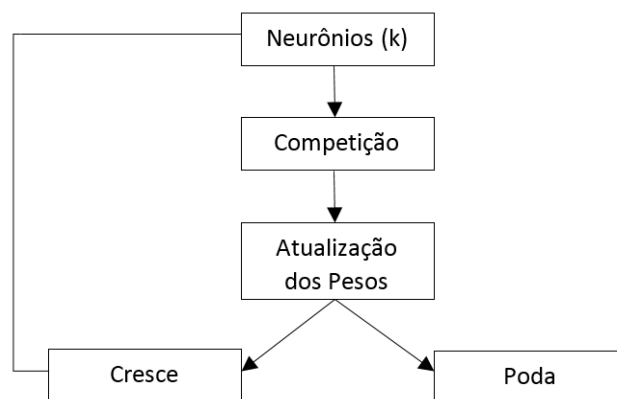 Neurônios (k)
Competição
Atualização
dos Pesos
Cresce
Poda